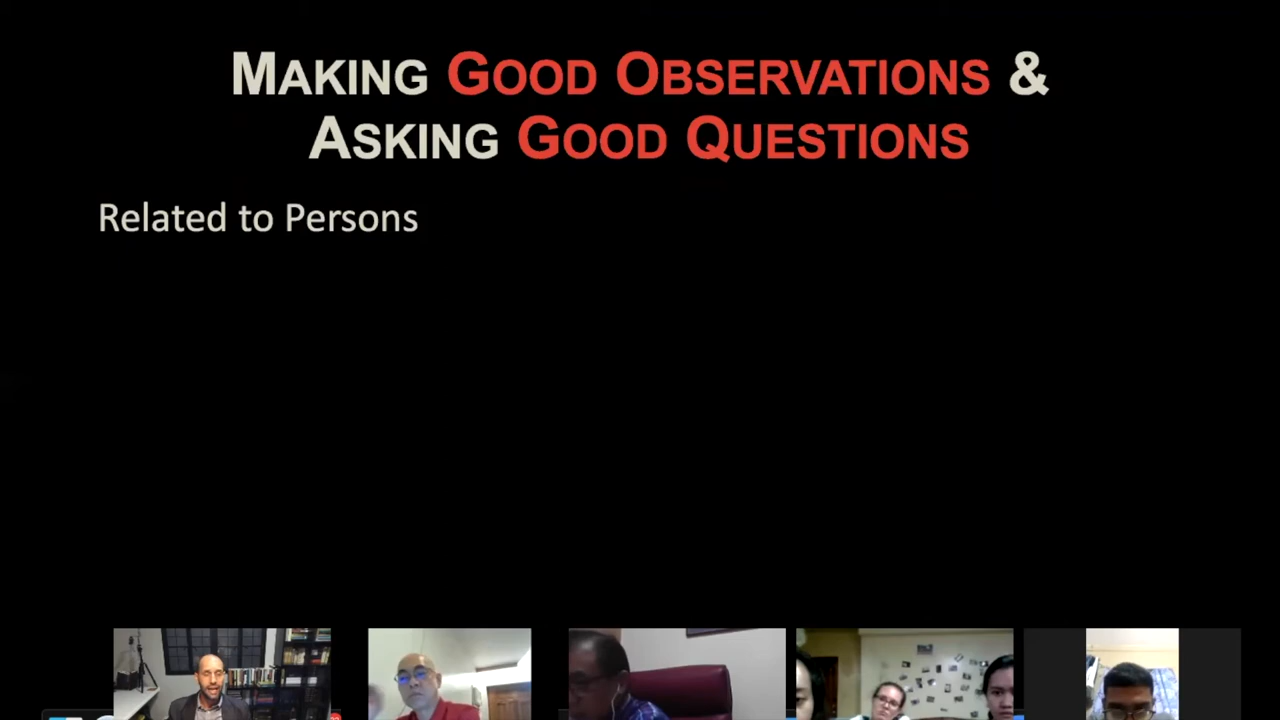 MAKING GOOD OBSERVATIONS &
ASKING GOOD QUESTIONS
Related to Persons